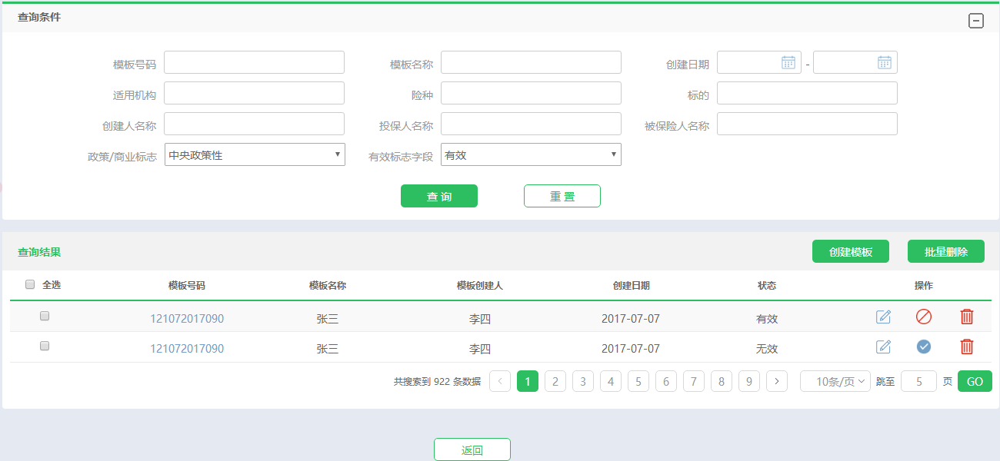 查询条件
模板号码 模板名称 创建日期 -
适用机构 险种 标的
创建人名称 投保人名称 被保险人名称
政策/商业标志 中央政策性 有效标志字段 有效
查 询 重 置
查询结果 创建模板 批量删除
全选 模板号码 模板名称 模板创建人 创建日期 状态 操作
121072017090 张三 李四 2017-07-07 有效
121072017090 张三 李四 2017-07-07 无效
共搜索到 922 条数据 < 1 2 3 4 5 6 7 8 9 > 10条/页 跳至 5 页 GO
返回